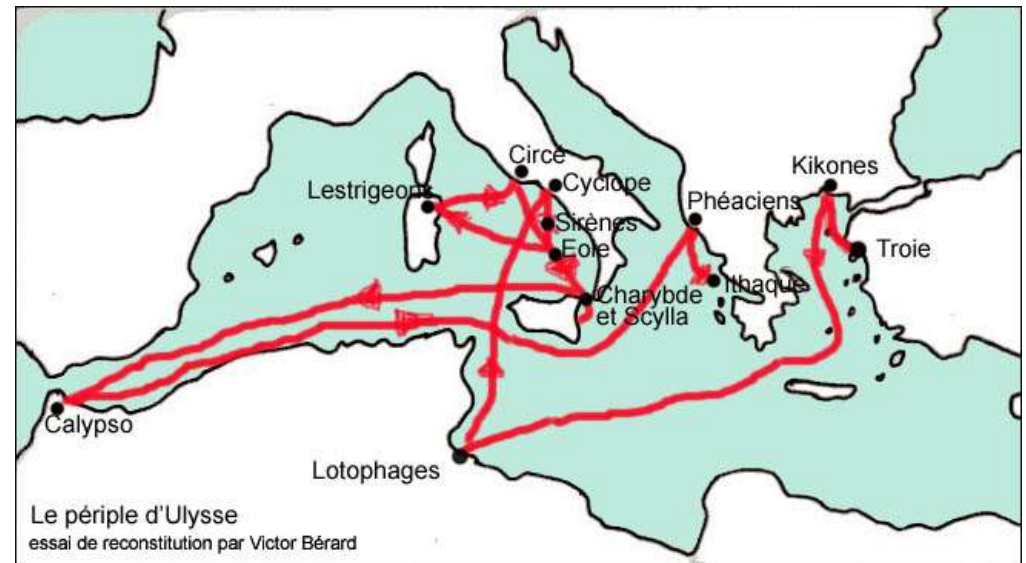 Circé
Cyclope
Kikones
Lestrigeons
Phéaciens
Sirènes
Eole
Troie
Ithaque
Charybde
et Scylla
Calypso
Lotophages
Le périple d'Ulysse
essai de reconstitution par Victor Bérard